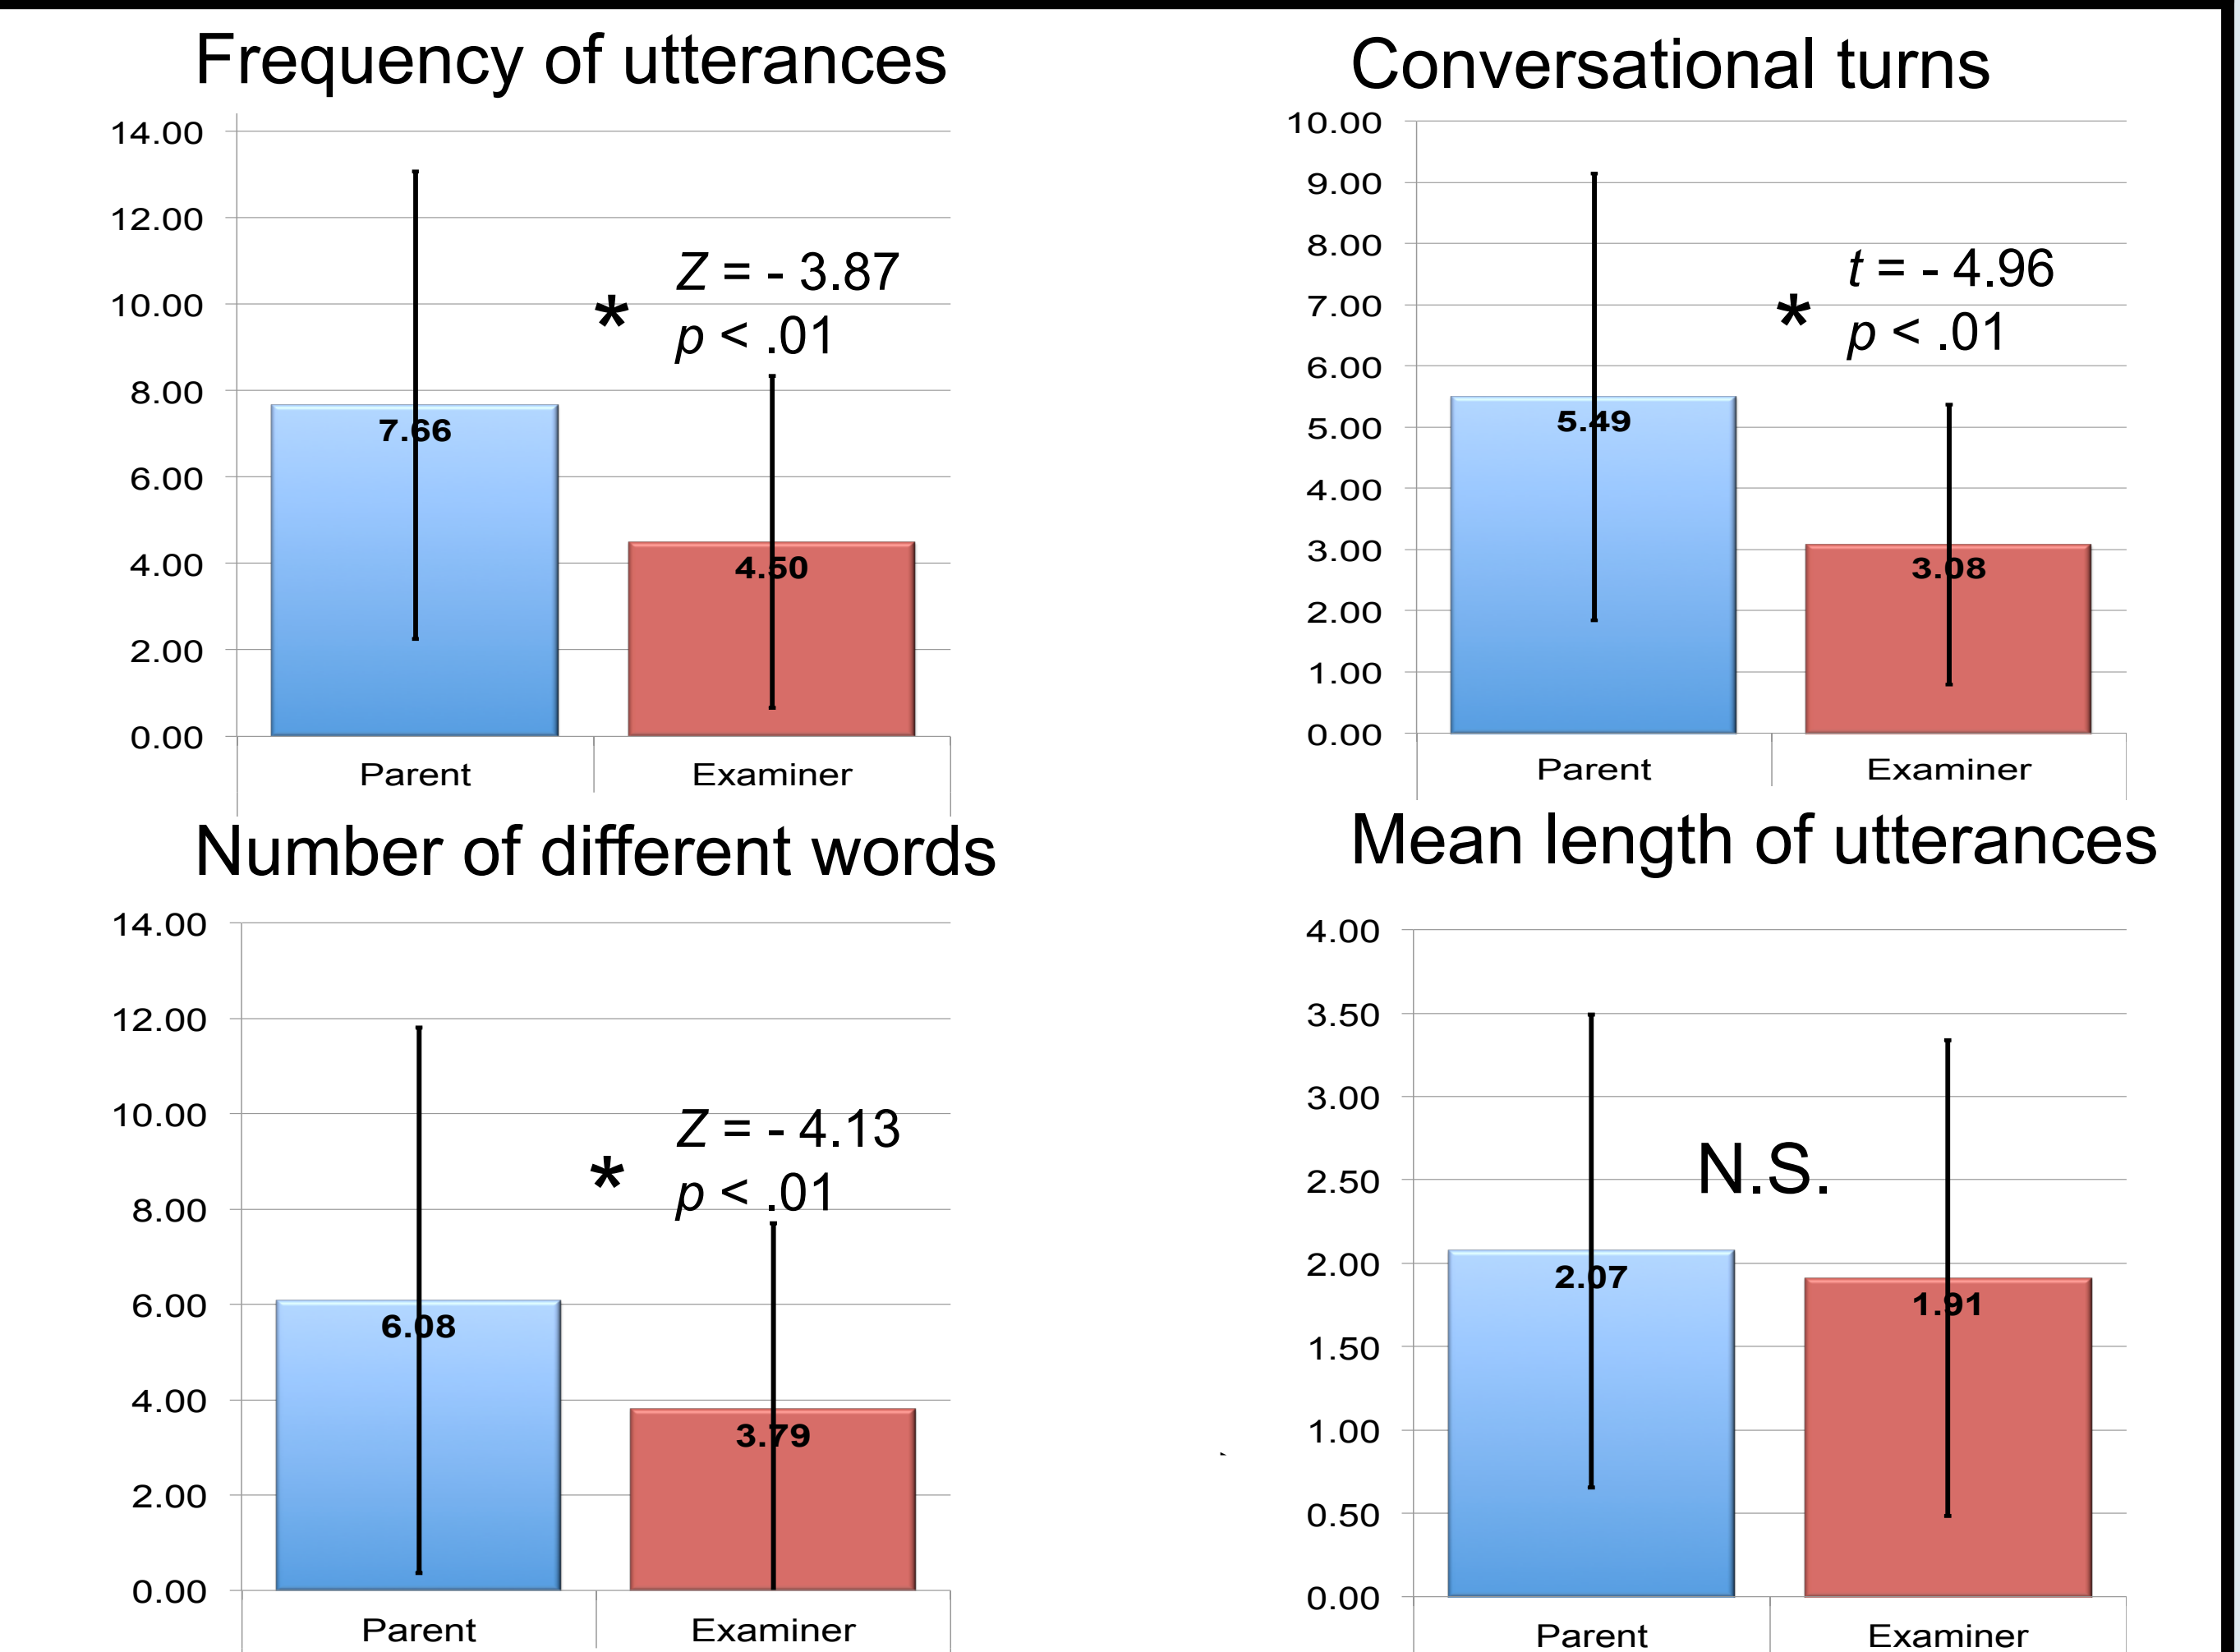 Frequency of utterances
14.00
12.00
10.00
8.00
6.00
4.00
2.00
0.00
Z = - 3.87
* p < .01
7.66
4.50
Parent Examiner
Conversational turns
10.00
9.00
8.00
7.00
6.00
5.00
4.00
3.00
2.00
1.00
0.00
t = - 4.96
* p < .01
5.49
3.08
Parent Examiner
Number of different words
14.00
12.00
10.00
8.00
6.00
4.00
2.00
0.00
Z = - 4.13
* p < .01
6.08
3.79
Parent Examiner
Mean length of utterances
4.00
3.50
3.00
2.50
2.00
1.50
1.00
0.50
0.00
N.S.
2.07
1.91
Parent Examiner